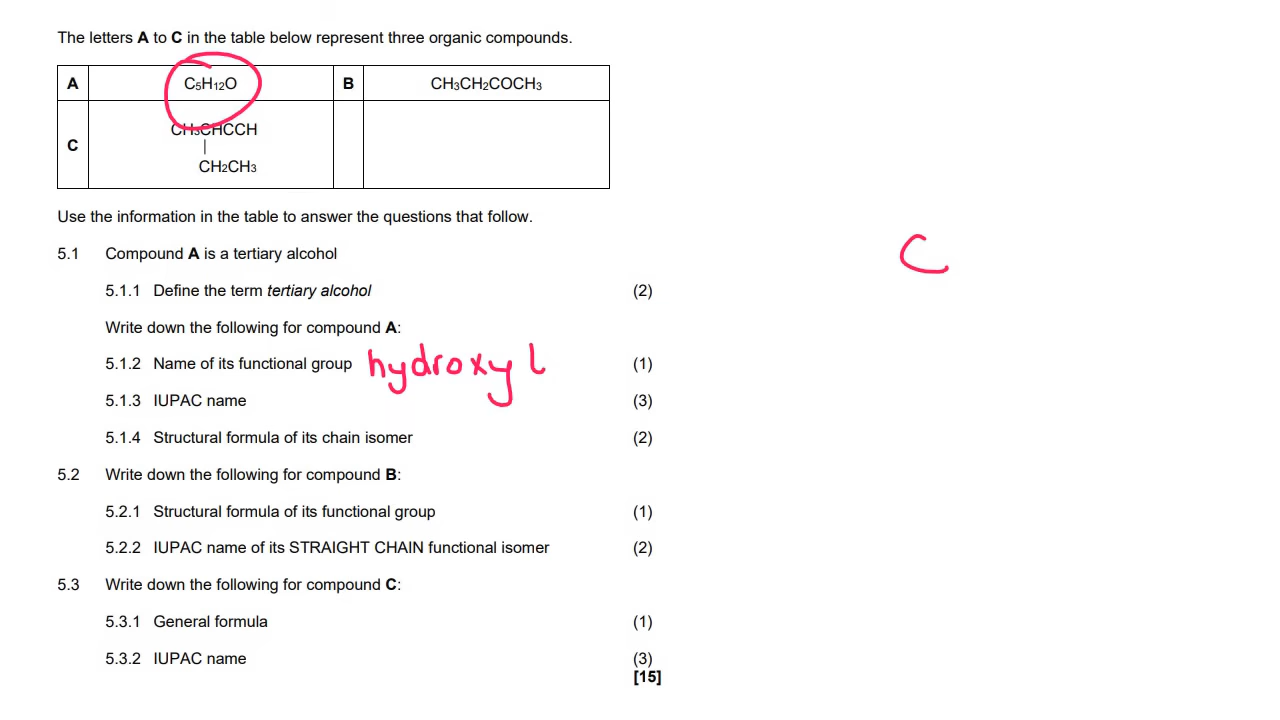 The letters A to C in the table below represent three organic compounds.
A C₅H₁₂O B CH₃CH₂COCH₃
C CH₃CHCCH
|
CH₂CH₃
Use the information in the table to answer the questions that follow.
5.1 Compound A is a tertiary alcohol
5.1.1 Define the term tertiary alcohol (2)
Write down the following for compound A:
5.1.2 Name of its functional group hydroxyl (1)
5.1.3 IUPAC name (3)
5.1.4 Structural formula of its chain isomer (2)
5.2 Write down the following for compound B:
5.2.1 Structural formula of its functional group (1)
5.2.2 IUPAC name of its STRAIGHT CHAIN functional isomer (2)
5.3 Write down the following for compound C:
5.3.1 General formula (1)
5.3.2 IUPAC name (3)
[15]
C